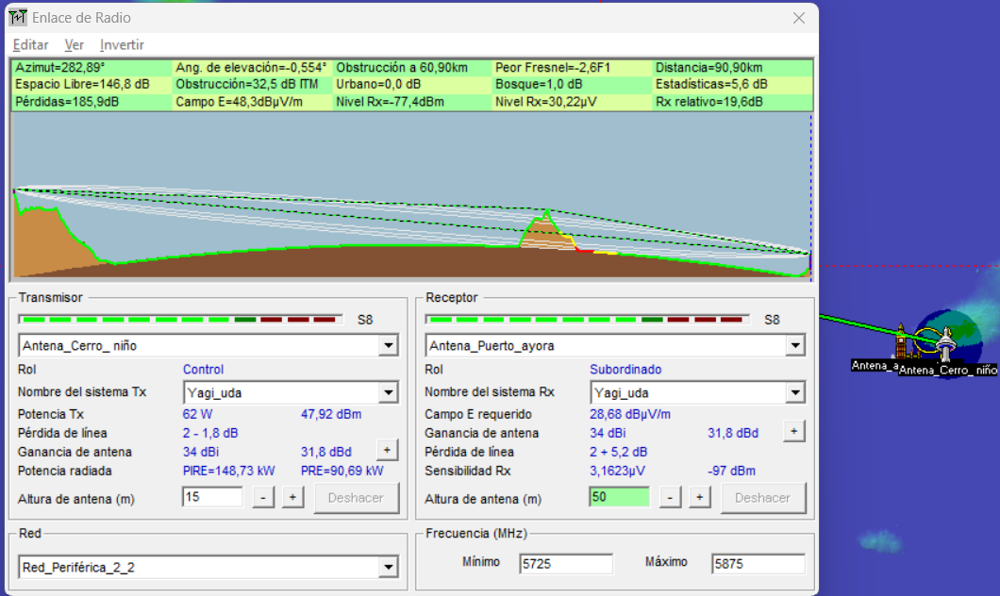 Enlace de Radio
Editar Ver Invertir
Azimut=282,89° Ang. de elevación=-0,554° Obstrucción a 60,90km Peor Fresnel=-2,6F1 Distancia=90,90km
Espacio Libre=146,8 dB Obstrucción=32,5 dB ITM Urbano=0,0 dB Bosque=1,0 dB Estadísticas=5,6 dB
Pérdidas=185,9dB Campo E=48,3dBµV/m Nivel Rx=-77,4dBm Nivel Rx=30,22µV Rx relativo=19,6dB
Transmisor
S8
Antena_Cerro_ niño
Rol Control
Nombre del sistema Tx Yagi_uda
Potencia Tx 62 W 47,92 dBm
Pérdida de línea 2 - 1,8 dB
Ganancia de antena 34 dBi 31,8 dBd +
Potencia radiada PIRE=148,73 kW PRE=90,69 kW
Altura de antena (m) 15 - + Deshacer
Receptor
S8
Antena_Puerto_ayora
Rol Subordinado
Nombre del sistema Rx Yagi_uda
Campo E requerido 28,68 dBµV/m
Ganancia de antena 34 dBi 31,8 dBd +
Pérdida de línea 2 + 5,2 dB
Sensibilidad Rx 3,1623µV -97 dBm
Altura de antena (m) 50 - + Deshacer
Red
Red_Periférica_2_2
Frecuencia (MHz)
Mínimo 5725 Máximo 5875
Antena_a
Antena_Cerro_ niño